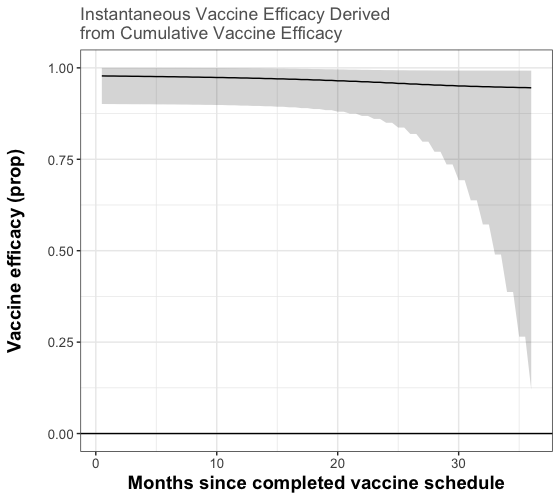 Instantaneous Vaccine Efficacy Derived
from Cumulative Vaccine Efficacy
Vaccine efficacy (prop)
1.00
0.75
0.50
0.25
0.00
0 10 20 30
Months since completed vaccine schedule